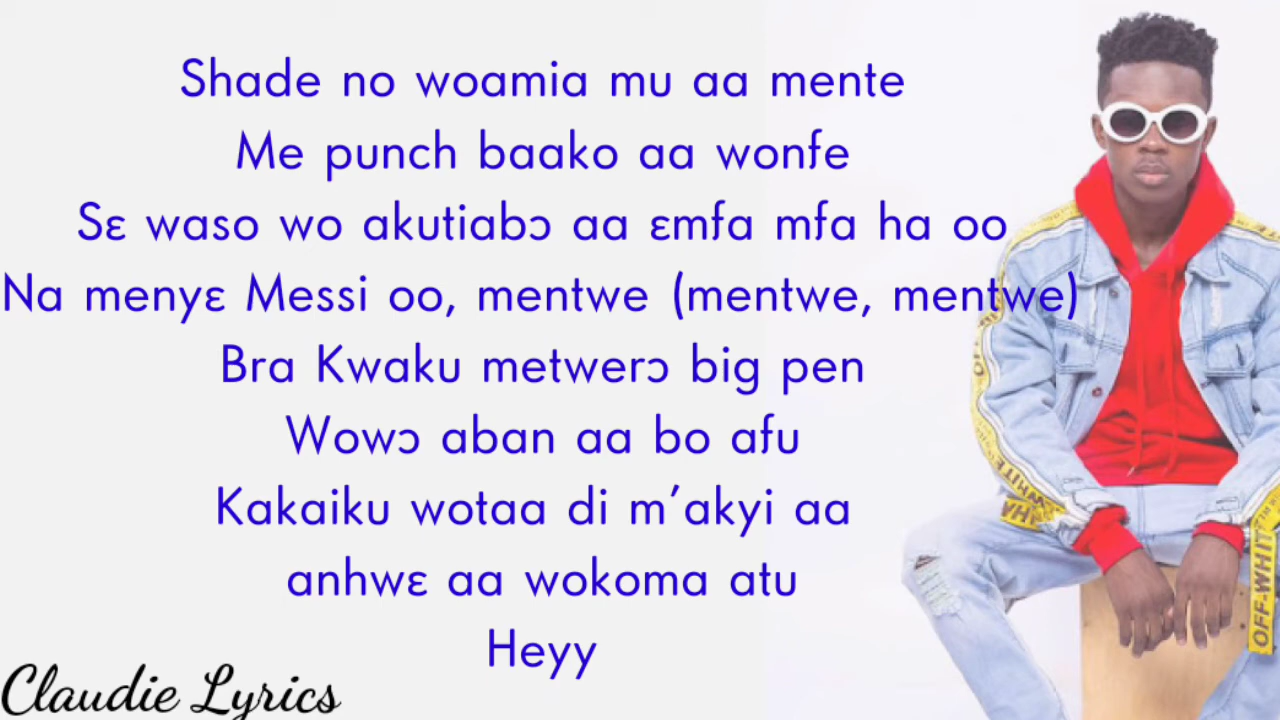 Shade no woamia mu aa mente
Me punch baako aa wonfe
Sɛ waso wo akutiabɔ aa ɛmfa mfa ha oo
Na menyɛ Messi oo, mentwe (mentwe, mentwe)
Bra Kwaku metwerɔ big pen
Wowɔ aban aa bo afu
Kakaiku wotaa di m’akyi aa
anhwɛ aa wokoma atu
Heyy
Claudie Lyrics
OFF-WHITE